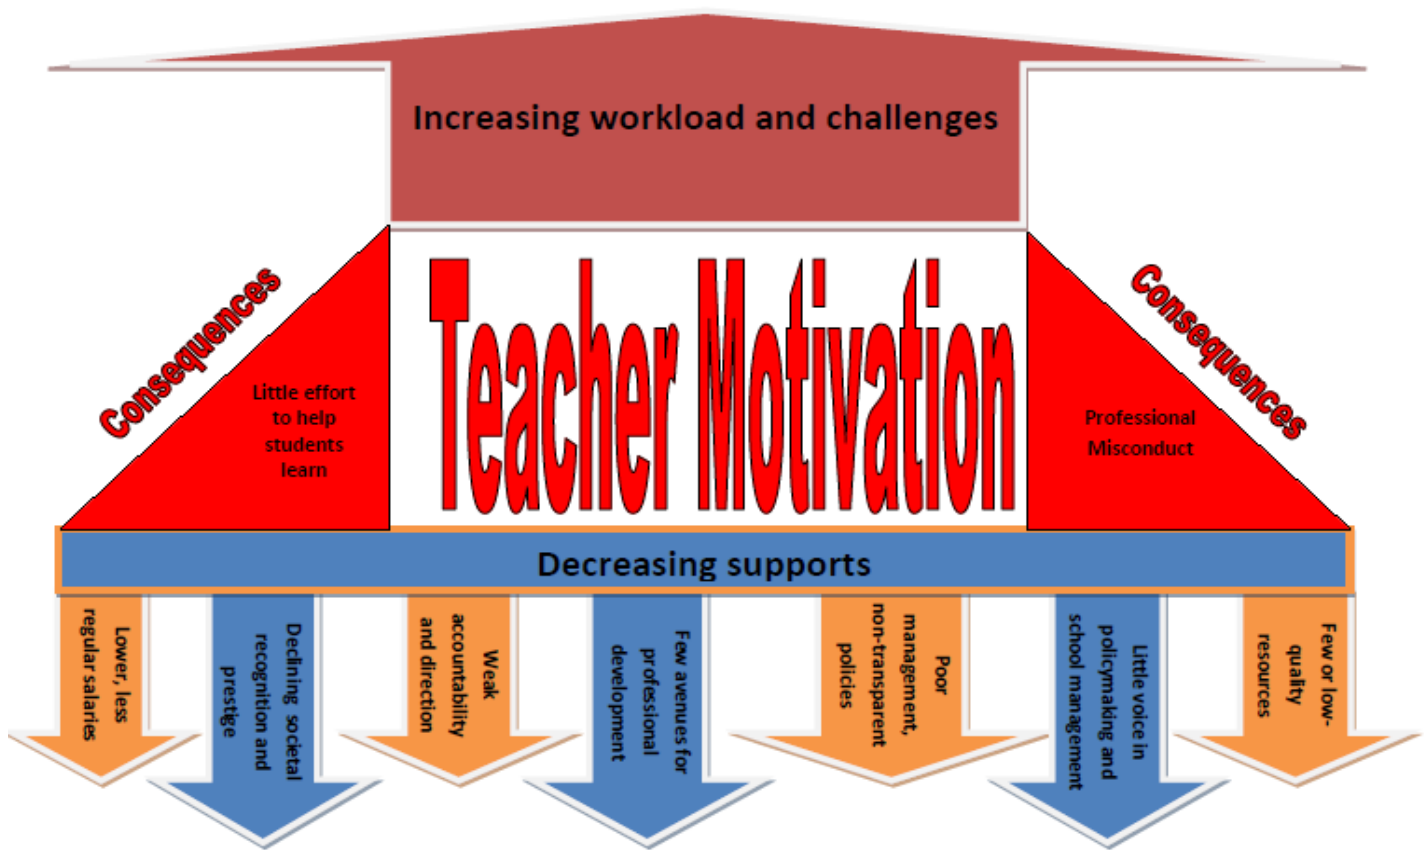 Increasing workload and challenges
Consequences
Little effort
to help
students
learn
Teacher Motivation
Consequences
Professional
Misconduct
Decreasing supports
Lower, less
regular salaries
Declining societal
recognition and
prestige
Weak
accountability
and direction
Few avenues for
professional
development
Poor
management,
non-transparent
policies
Little voice in
policymaking and
school management
Few or low-
quality
resources